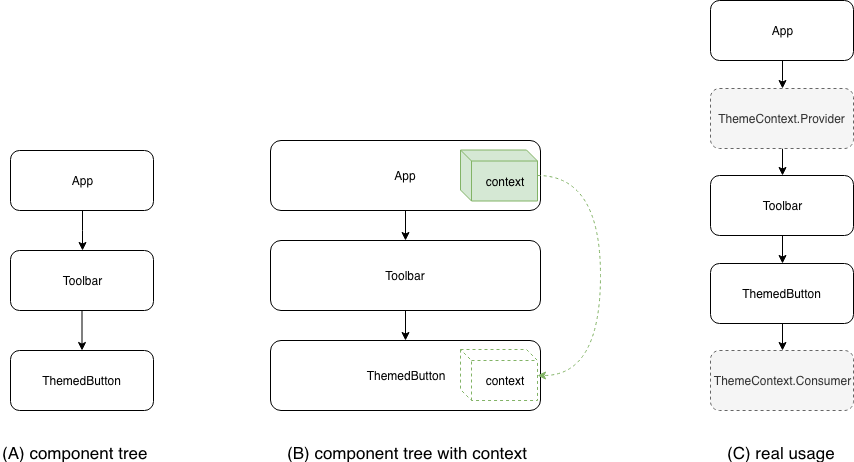 App
Toolbar
ThemedButton
(A) component tree
App
context
Toolbar
ThemedButton
context
(B) component tree with context
App
ThemeContext.Provider
Toolbar
ThemedButton
ThemeContext.Consumer
(C) real usage